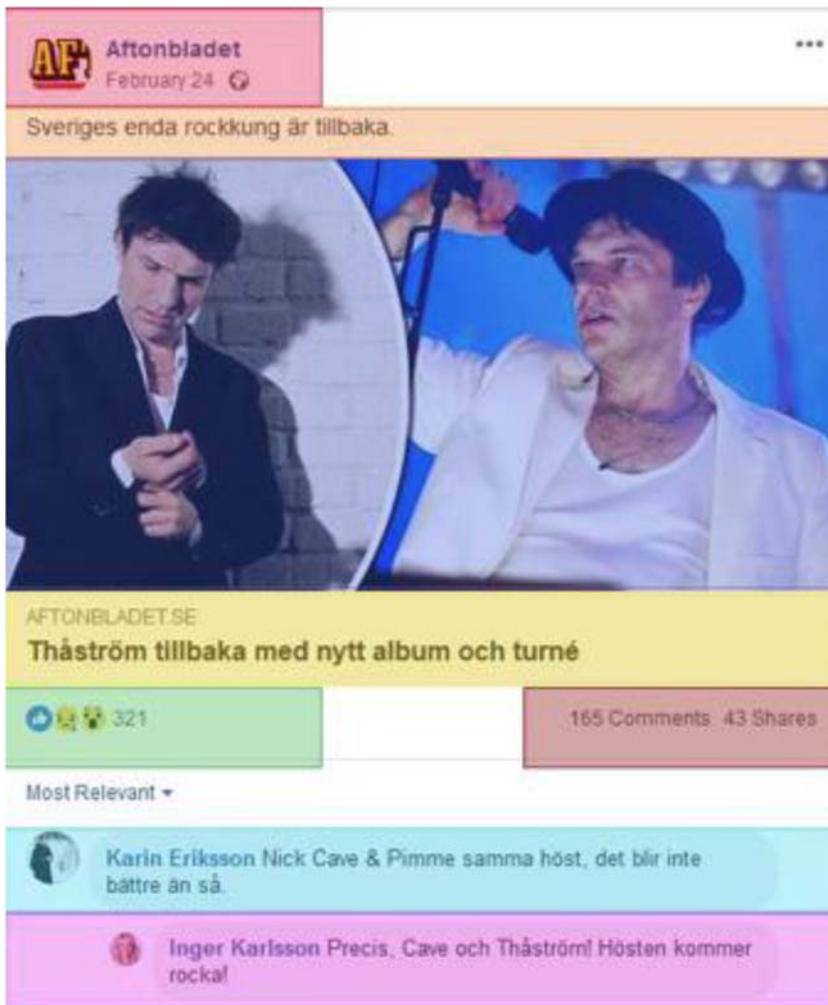 AF
Aftonbladet
February 24
Sveriges enda rockkung är tillbaka.
AFTONBLADET.SE
Thåström tillbaka med nytt album och turné
321
165 Comments 43 Shares
Most Relevant
Karin Eriksson Nick Cave & Pimme samma höst, det blir inte
bättre än så.
Inger Karlsson Precis, Cave och Thåström! Hösten kommer
rocka!